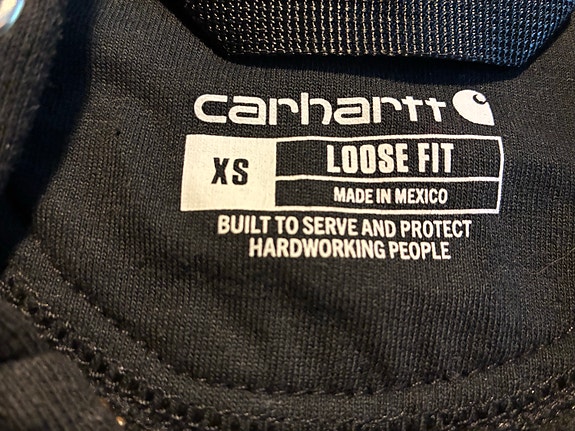 carhartt
XS
LOOSE FIT
MADE IN MEXICO
BUILT TO SERVE AND PROTECT
HARDWORKING PEOPLE